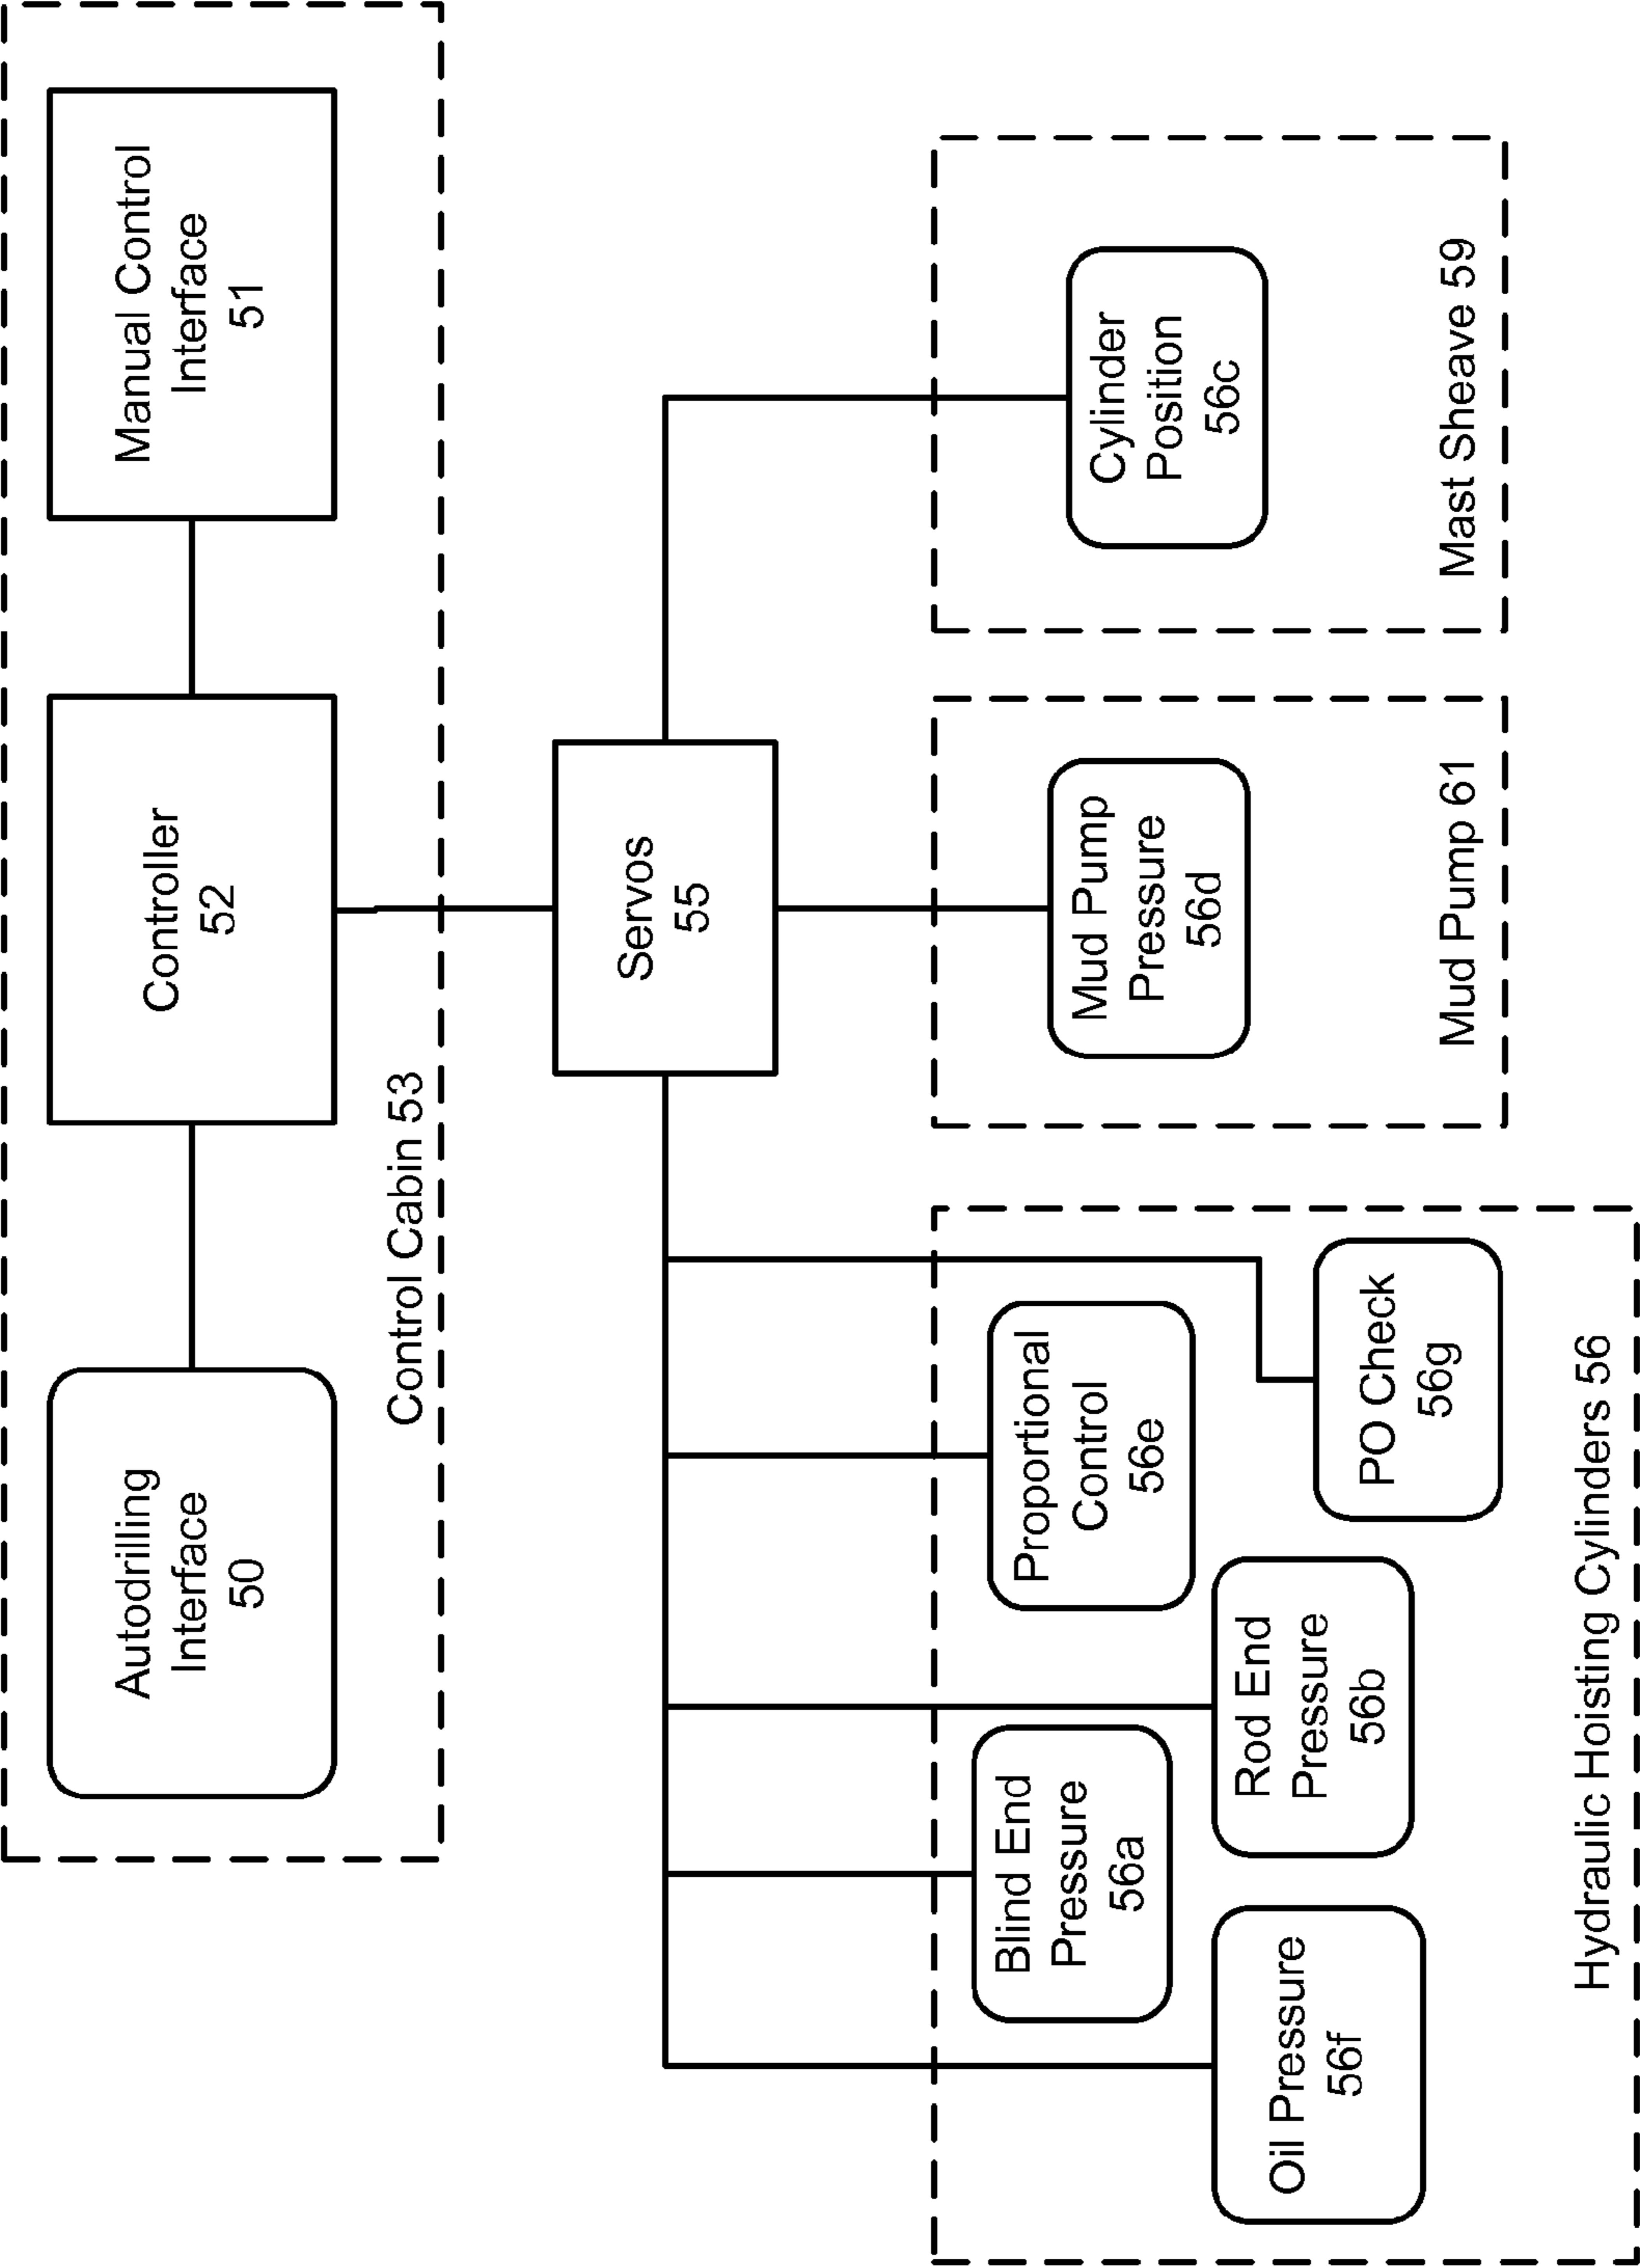 Autodrilling
Interface
50
Controller
52
Manual Control
Interface
51
Control Cabin 53
Servos
55
Blind End
Pressure
56a
Proportional
Control
56e
Oil Pressure
56f
Rod End
Pressure
56b
PO Check
56g
Hydraulic Hoisting Cylinders 56
Mud Pump
Pressure
56d
Mud Pump 61
Cylinder
Position
56c
Mast Sheave 59